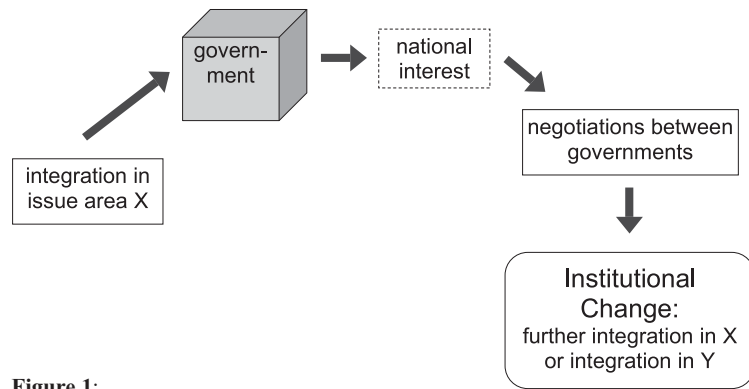 govern-
ment
national
interest
negotiations between
governments
integration in
issue area X
Institutional
Change:
further integration in X
or integration in Y
Figure 1: